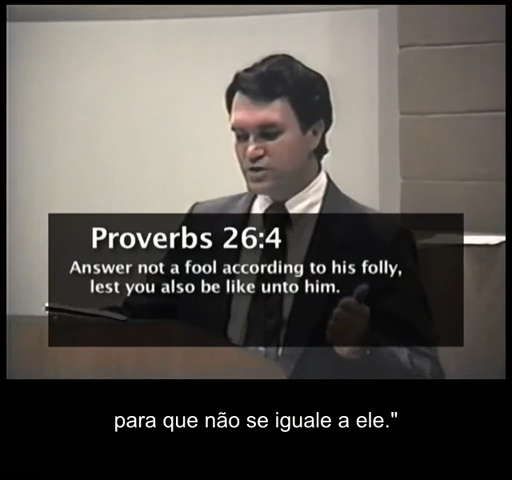 Proverbs 26:4
Answer not a fool according to his folly,
lest you also be like unto him.
para que não se iguale a ele."